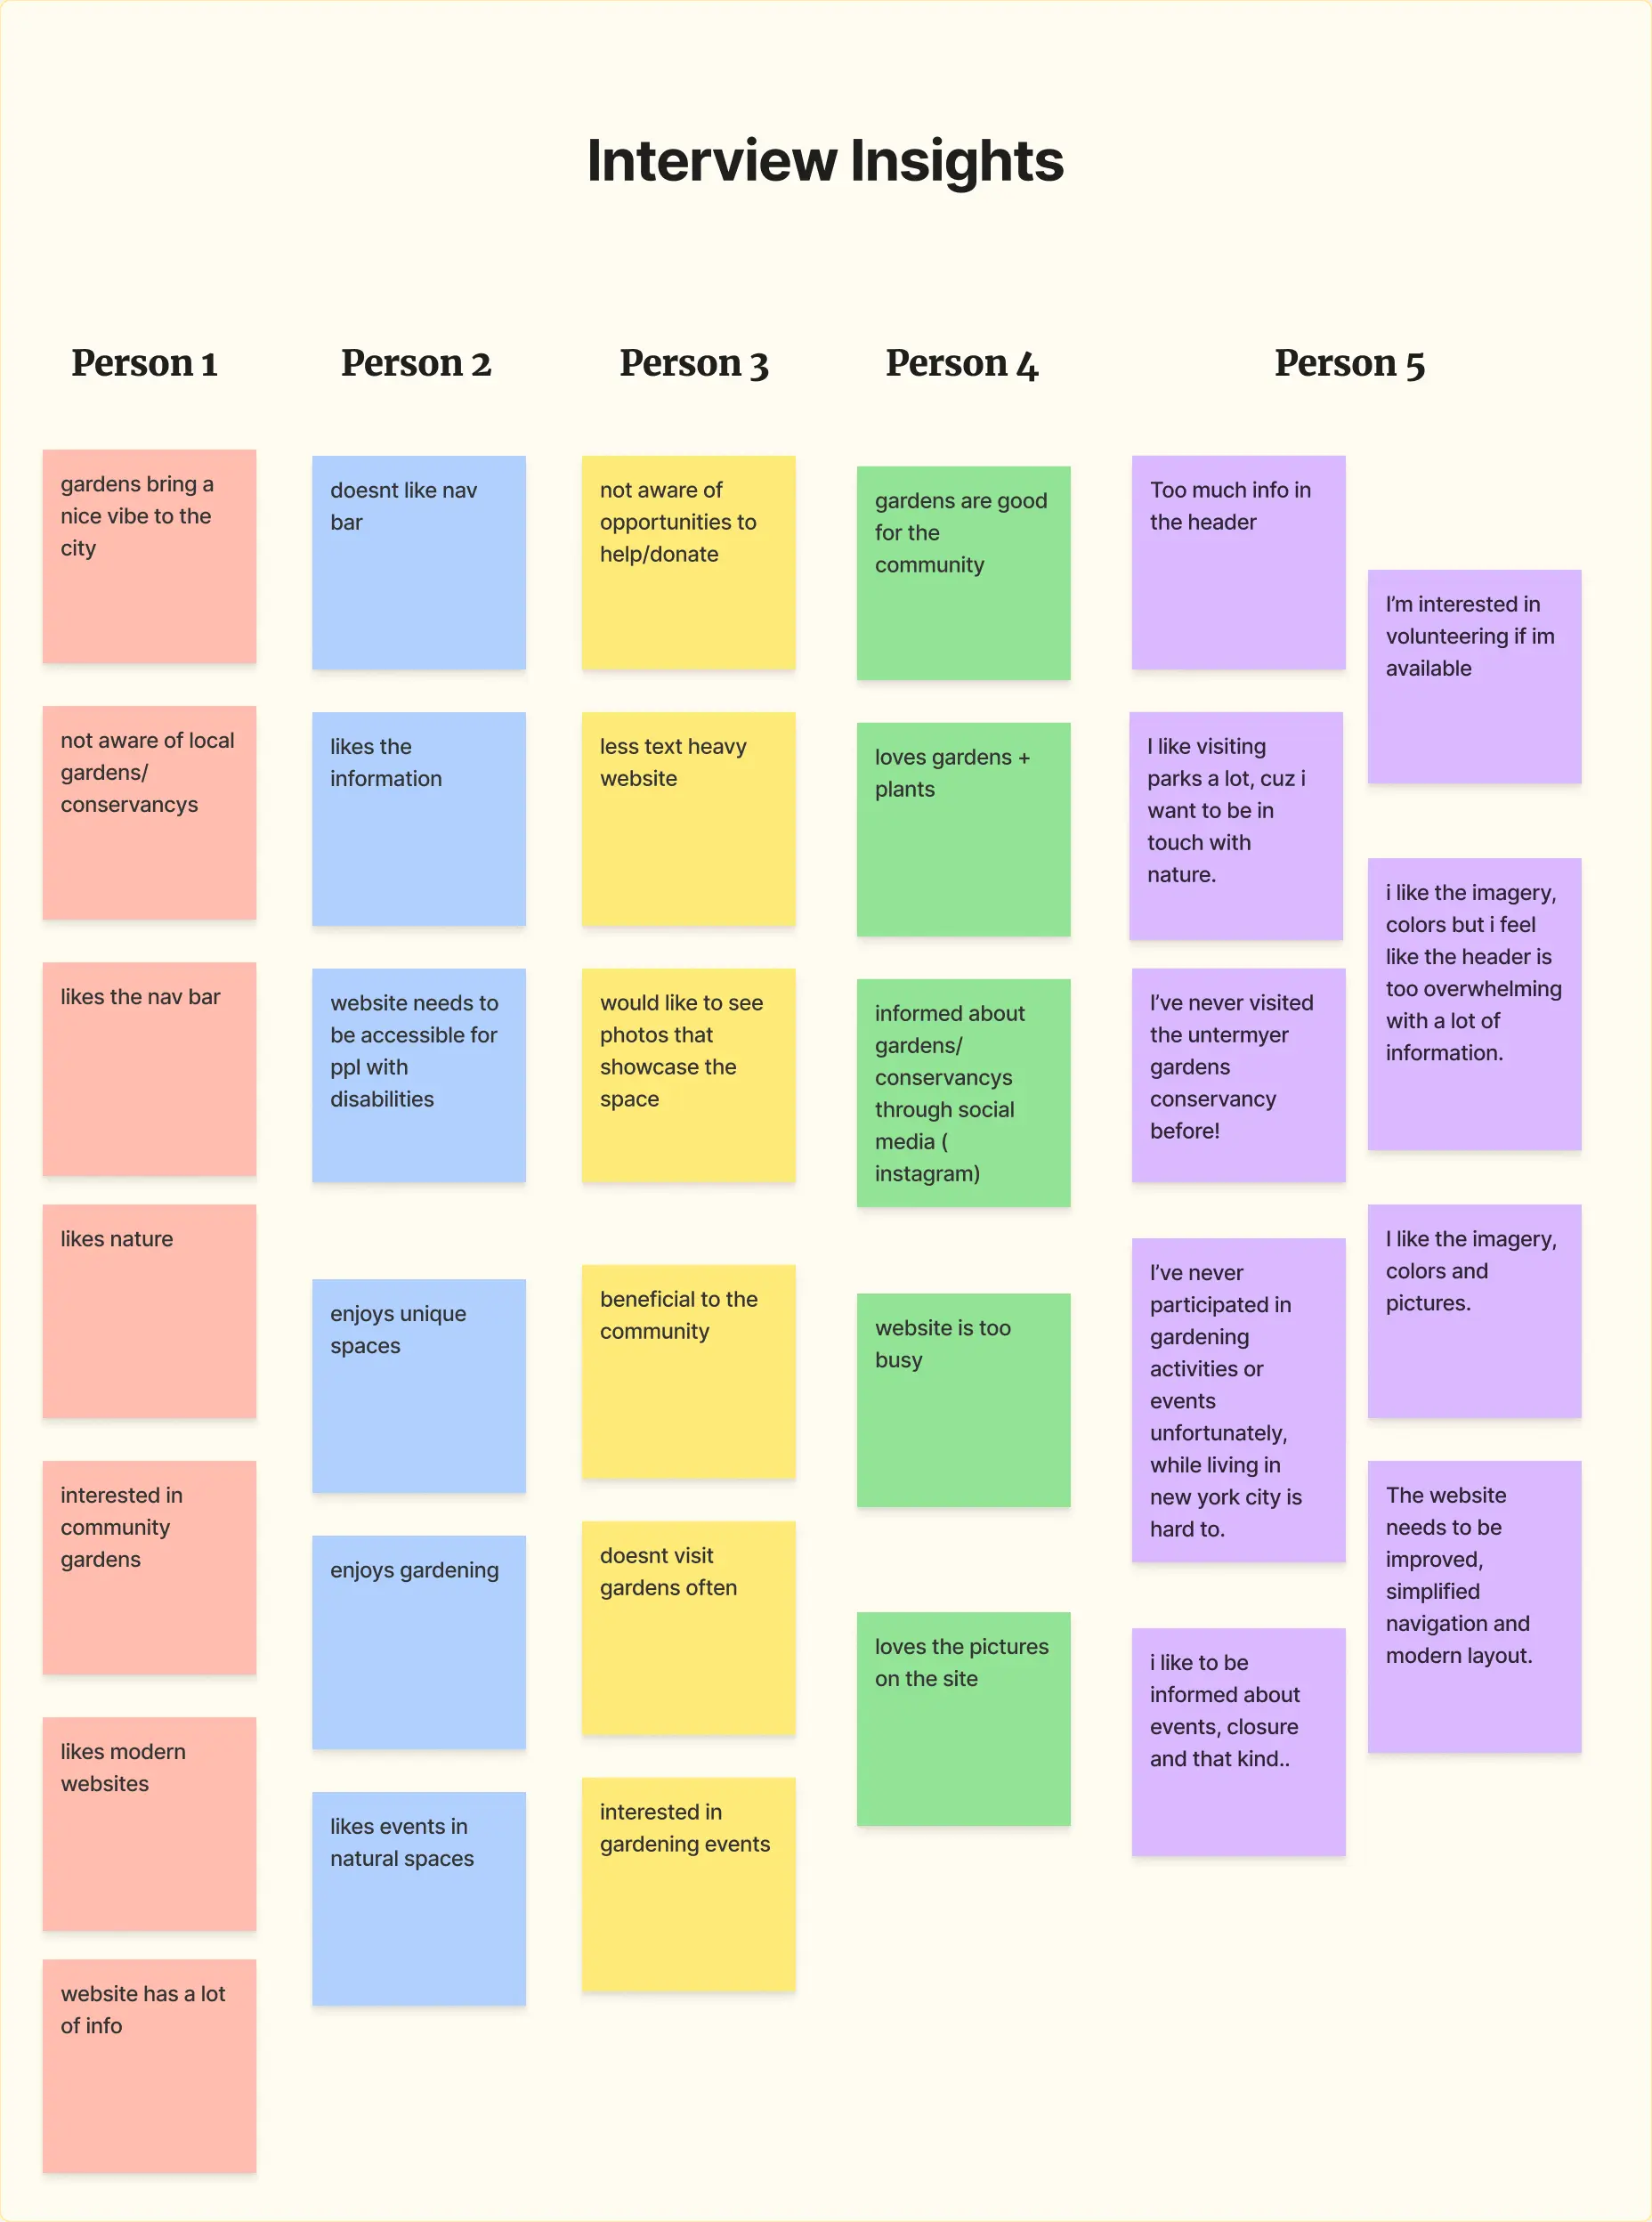 Interview Insights
Person 1
gardens bring a
nice vibe to the
city
not aware of local
gardens/
conservancys
likes the nav bar
likes nature
interested in
community
gardens
likes modern
websites
website has a lot
of info
Person 2
doesnt like nav
bar
likes the
information
website needs to
be accessible for
ppl with
disabilities
enjoys unique
spaces
enjoys gardening
likes events in
natural spaces
Person 3
not aware of
opportunities to
help/donate
less text heavy
website
would like to see
photos that
showcase the
space
beneficial to the
community
doesnt visit
gardens often
interested in
gardening events
Person 4
gardens are good
for the
community
loves gardens +
plants
informed about
gardens/
conservancys
through social
media (
instagram)
website is too
busy
loves the pictures
on the site
Person 5
Too much info in
the header
I like visiting
parks a lot, cuz i
want to be in
touch with
nature.
I’ve never visited
the untermyer
gardens
conservancy
before!
I’ve never
participated in
gardening
activities or
events
unfortunately,
while living in
new york city is
hard to.
i like to be
informed about
events, closure
and that kind..
I’m interested in
volunteering if im
available
i like the imagery,
colors but i feel
like the header is
too overwhelming
with a lot of
information.
I like the imagery,
colors and
pictures.
The website
needs to be
improved,
simplified
navigation and
modern layout.